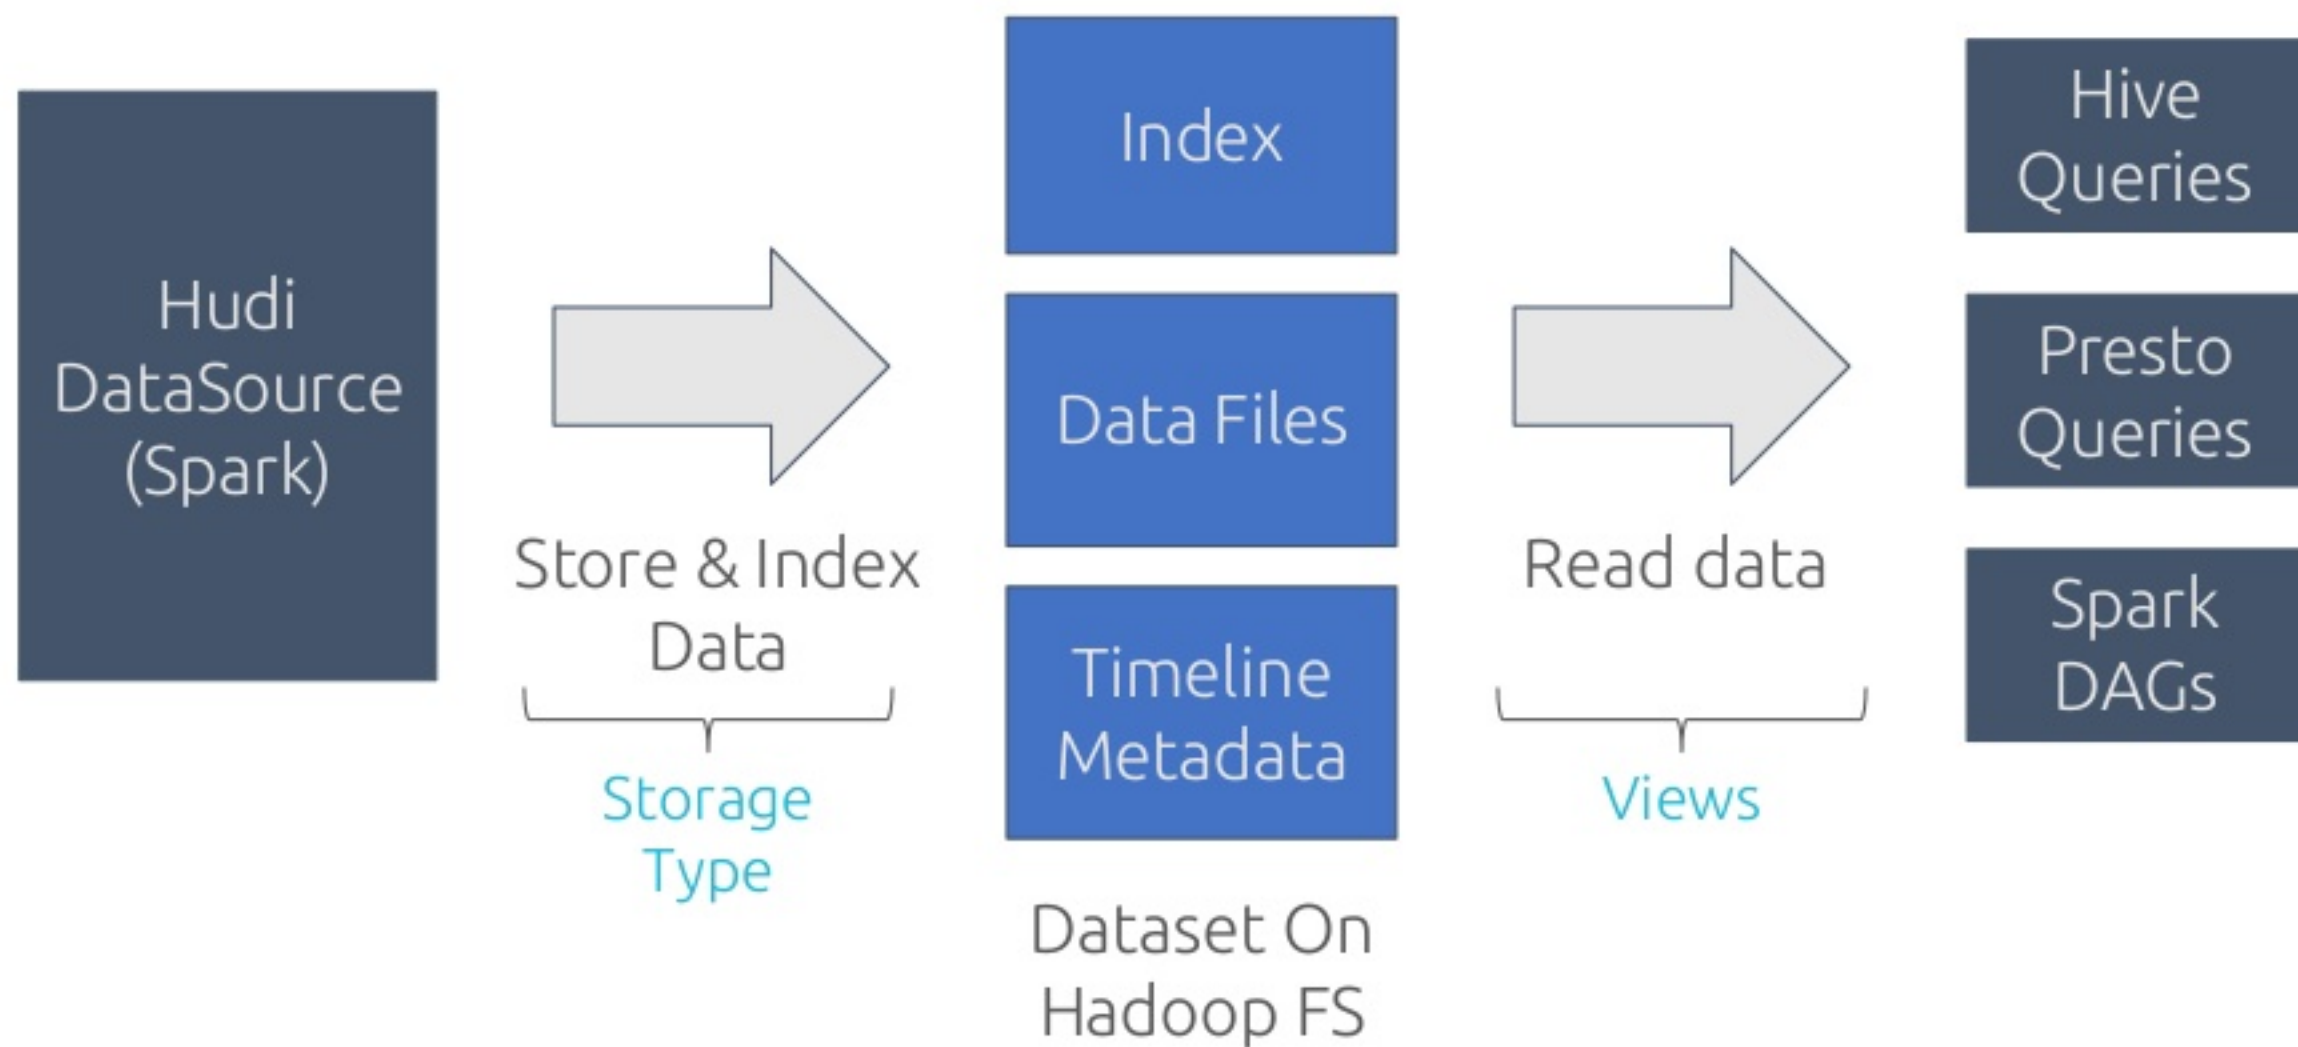 Hudi
DataSource
(Spark)
Store & Index
Data
Storage
Type
Index
Data Files
Timeline
Metadata
Dataset On
Hadoop FS
Read data
Views
Hive
Queries
Presto
Queries
Spark
DAGs